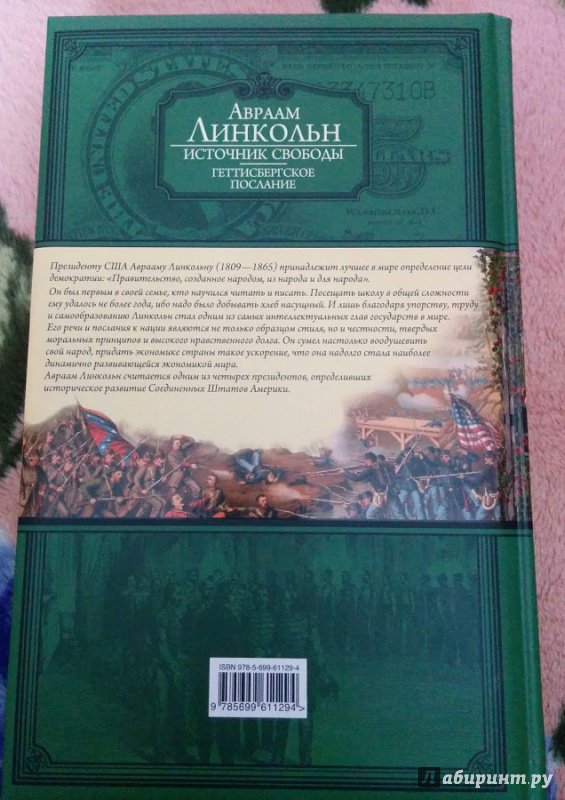 THE UNITED STATES
3347310B
WASHINGTON, D.C.
АВРААМ
ЛИНКОЛЬН
ИСТОЧНИК СВОБОДЫ
ГЕТТИСБЕРГСКОЕ
ПОСЛАНИЕ
Президенту США Аврааму Линкольну (1809—1865) принадлежит лучшее в мире определение цели
демократии: «Правительство, созданное народом, из народа и для народа».
Он был первым в своей семье, кто научился читать и писать. Посещать школу в общей сложности
ему удалось не более года, ибо надо было добывать хлеб насущный. И лишь благодаря упорству, труду
и самообразованию Линкольн стал одним из самых интеллектуальных глав государств в мире.
Его речи и послания к нации являются не только образцом стиля, но и честности, твердых
моральных принципов и высокого нравственного долга. Он сумел настолько воодушевить
свой народ, придать экономике страны такое ускорение, что она надолго стала наиболее
динамично развивающейся экономикой мира.
Авраам Линкольн считается одним из четырех президентов, определивших
историческое развитие Соединенных Штатов Америки.
ISBN 978-5-699-61129-4
9 785699 611294>
Лабиринт.ру